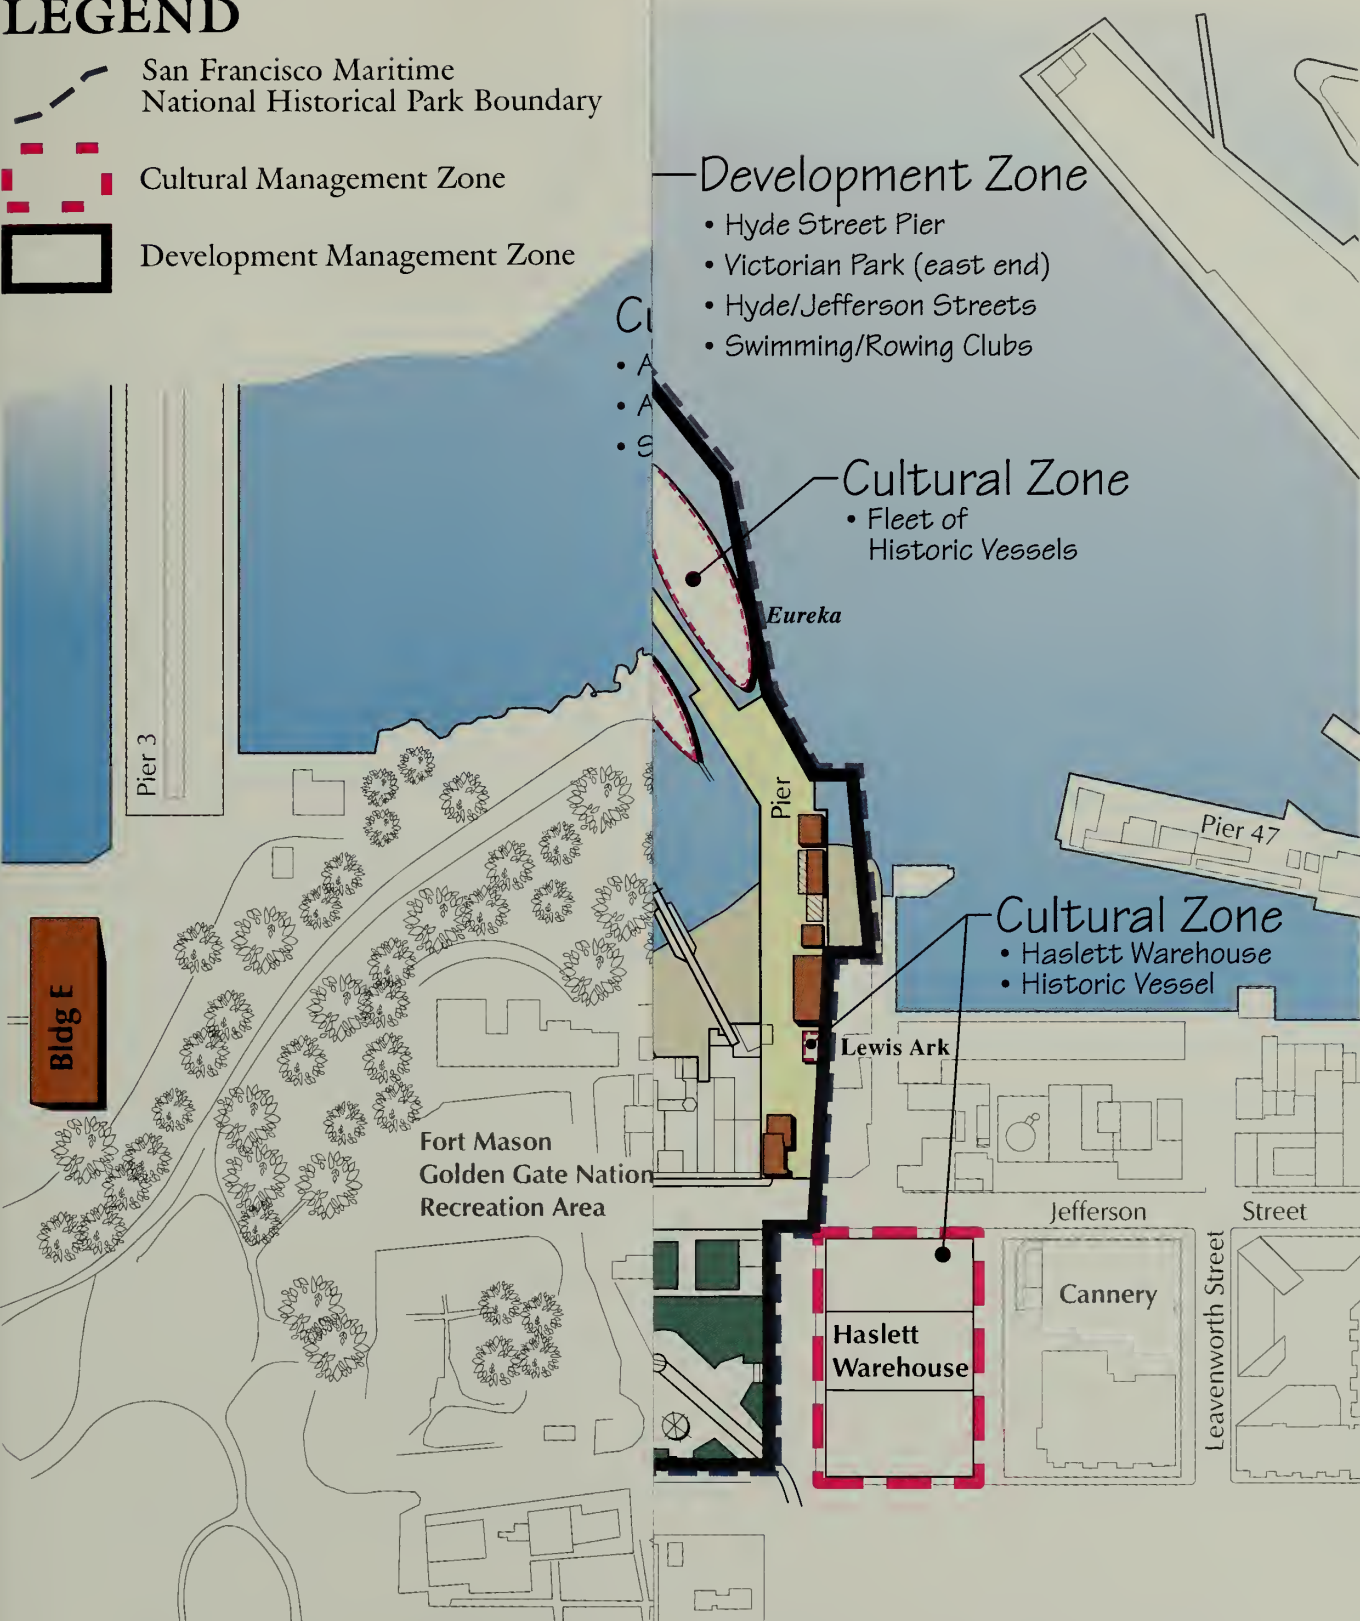 LEGEND
San Francisco Maritime
National Historical Park Boundary
Cultural Management Zone
Development Management Zone
Development Zone
• Hyde Street Pier
• Victorian Park (east end)
• Hyde/Jefferson Streets
• Swimming/Rowing Clubs
• A
• A
• S
Cultural Zone
• Fleet of
Historic Vessels
Eureka
Pier 3
Pier
Pier 47
Cultural Zone
• Haslett Warehouse
• Historic Vessel
Bldg E
Lewis Ark
Fort Mason
Golden Gate Nation
Recreation Area
Jefferson Street
Leavenworth Street
Cannery
Haslett
Warehouse